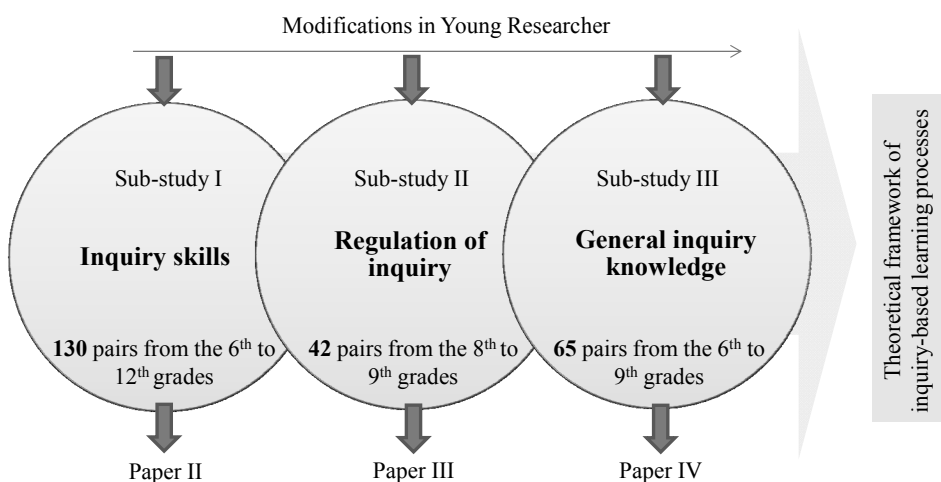 Modifications in Young Researcher
Sub-study I
Inquiry skills
130 pairs from the 6th to
12th grades
Paper II
Sub-study II
Regulation of
inquiry
42 pairs from the 8th to
9th grades
Paper III
Sub-study III
General inquiry
knowledge
65 pairs from the 6th to
9th grades
Paper IV
Theoretical framework of
inquiry-based learning processes